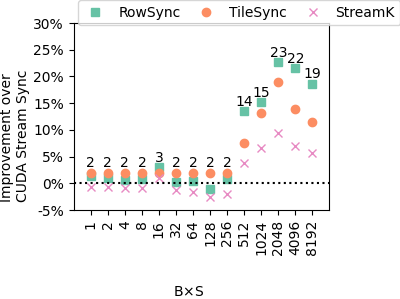 RowSync TileSync StreamK
Improvement over
CUDA Stream Sync
30%
25%
20%
15%
10%
5%
0%
-5%
2 2 2 2 3 2 2 2 2 14 15 23 22 19
1 2 4 8 16 32 64 128 256 512 1024 2048 4096 8192
B×S